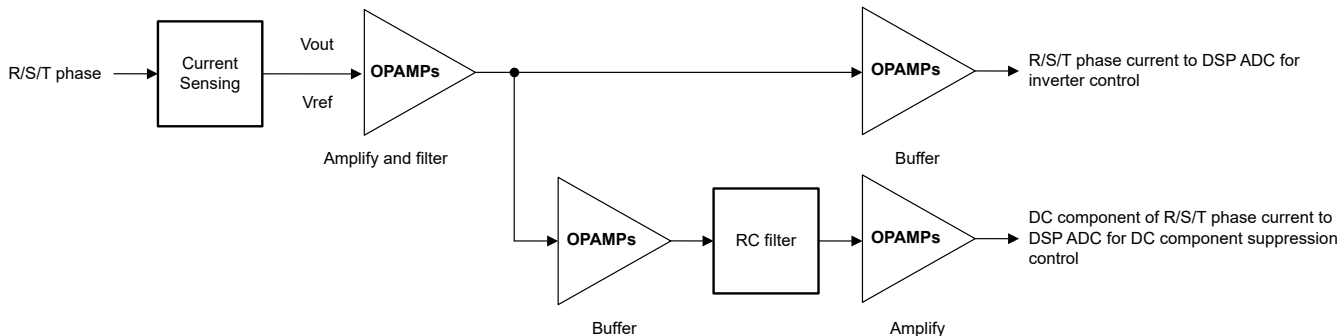 R/S/T phase
Current
Sensing
Vout
Vref
OPAMPs
Amplify and filter
OPAMPs
Buffer
R/S/T phase current to DSP ADC for
inverter control
OPAMPs
Buffer
RC filter
OPAMPs
Amplify
DC component of R/S/T phase current to
DSP ADC for DC component suppression
control